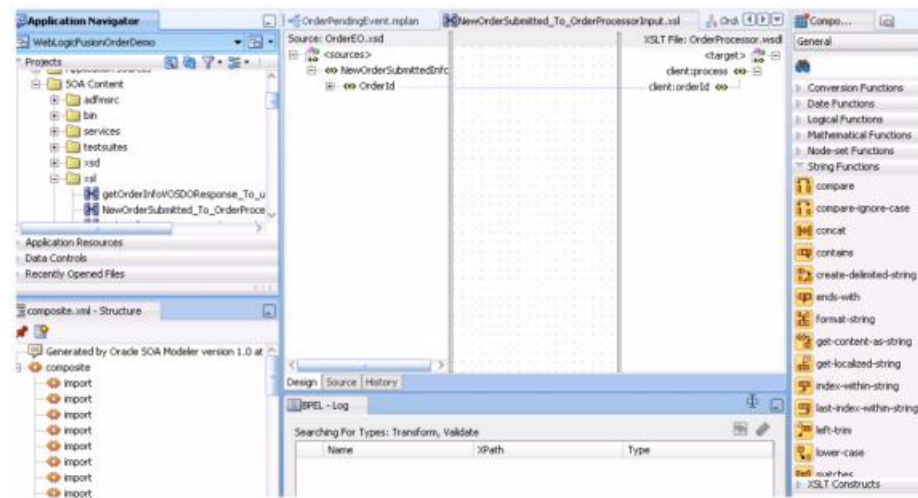 Application Navigator
WebLogicFusionOrderDemo
Projects
Application Sources
SOA Content
adfmsrc
bin
services
testsuites
xsd
xsl
getOrderInfoVOSDOResponse_To_u
NewOrderSubmitted_To_OrderProce
Application Resources
Data Controls
Recently Opened Files
composite.xml - Structure
Generated by Oracle SOA Modeler version 1.0 at
composite
import
import
import
import
import
import
import
OrderPendingEvent.mplan
NewOrderSubmitted_To_OrderProcessorInput.xsl
Ord
Source: OrderEO.xsd
XSLT File: OrderProcessor.wsdl
<sources>
NewOrderSubmittedInfo
OrderId
<target>
client:process
client:orderId
Design Source History
BPEL - Log
Searching For Types: Transform, Validate
Name XPath Type
Compo...
General
Conversion Functions
Date Functions
Logical Functions
Mathematical Functions
Node-set Functions
String Functions
compare
compare-ignore-case
concat
contains
create-delimited-string
ends-with
format-string
get-content-as-string
get-localized-string
index-within-string
last-index-within-string
left-trim
lower-case
matches
XSLT Constructs